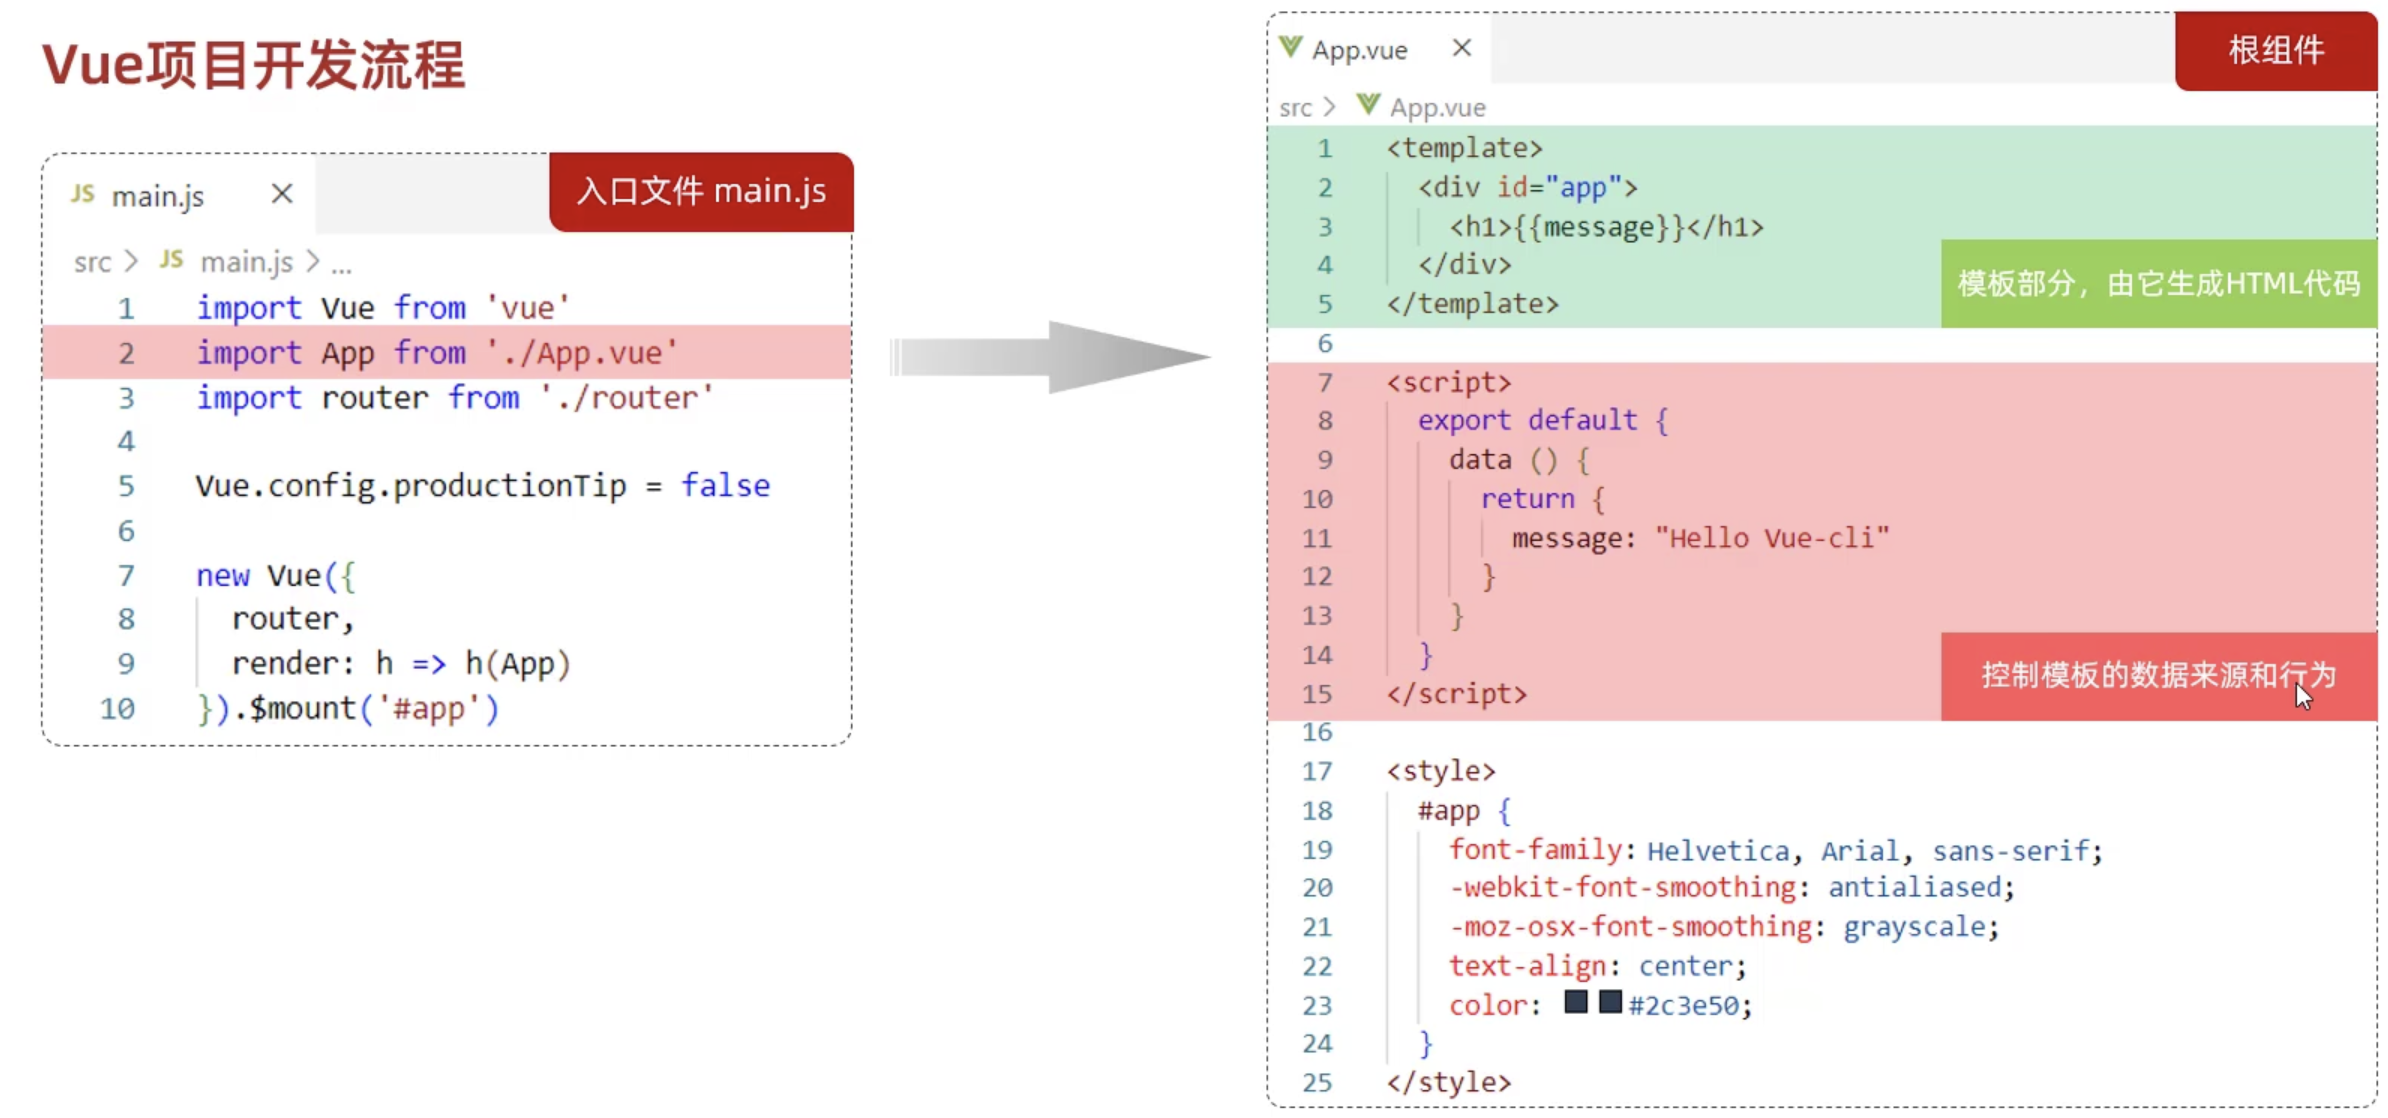 Vue项目开发流程
JS main.js ×
入口文件 main.js
src > JS main.js > ...
1 import Vue from 'vue'
2 import App from './App.vue'
3 import router from './router'
4
5 Vue.config.productionTip = false
6
7 new Vue({
8 router,
9 render: h => h(App)
10 }).$mount('#app')
App.vue ×
根组件
src > App.vue
1 <template>
2 <div id="app">
3 <h1>{{message}}</h1>
4 </div>
5 </template>
模板部分，由它生成HTML代码
6
7 <script>
8 export default {
9 data () {
10 return {
11 message: "Hello Vue-cli"
12 }
13 }
14 }
15 </script>
控制模板的数据来源和行为
16
17 <style>
18 #app {
19 font-family: Helvetica, Arial, sans-serif;
20 -webkit-font-smoothing: antialiased;
21 -moz-osx-font-smoothing: grayscale;
22 text-align: center;
23 color: #2c3e50;
24 }
25 </style>